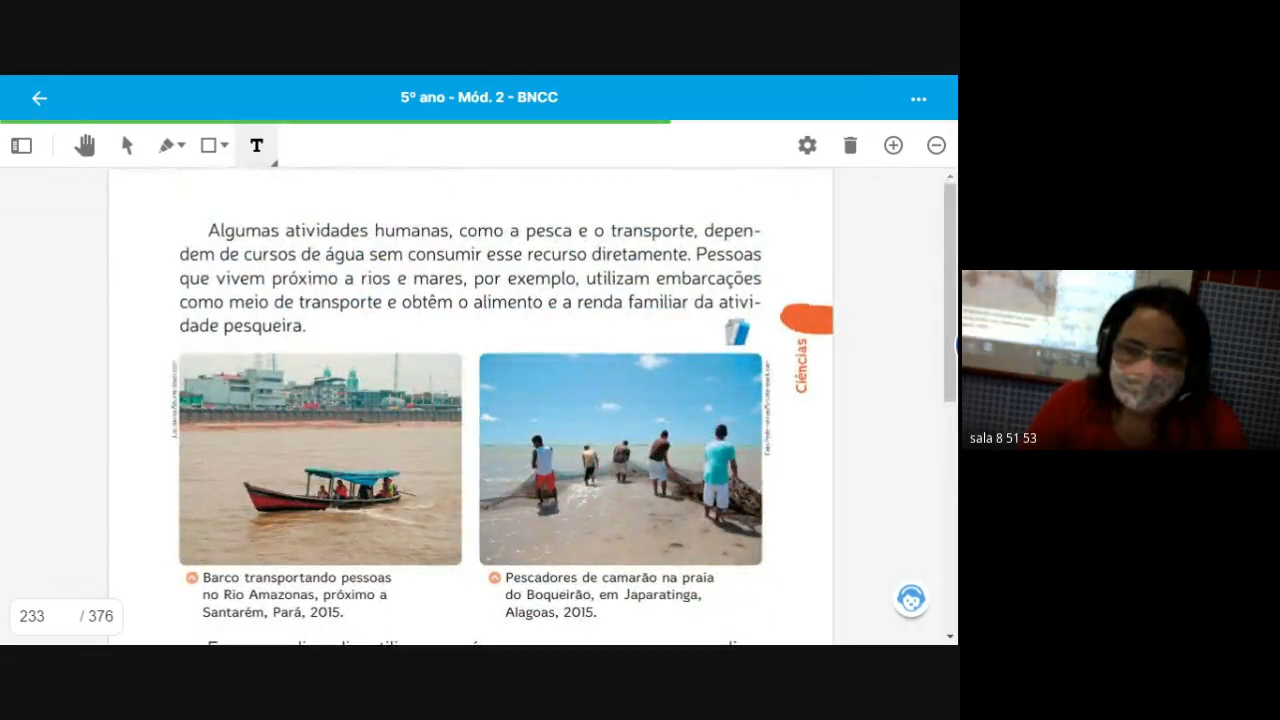 5º ano - Mód. 2 - BNCC
T
Algumas atividades humanas, como a pesca e o transporte, depen-
dem de cursos de água sem consumir esse recurso diretamente. Pessoas
que vivem próximo a rios e mares, por exemplo, utilizam embarcações
como meio de transporte e obtêm o alimento e a renda familiar da ativi-
dade pesqueira.
Ciências
Barco transportando pessoas
no Rio Amazonas, próximo a
Santarém, Pará, 2015.
Pescadores de camarão na praia
do Boqueirão, em Japaratinga,
Alagoas, 2015.
233 / 376
sala 8 51 53